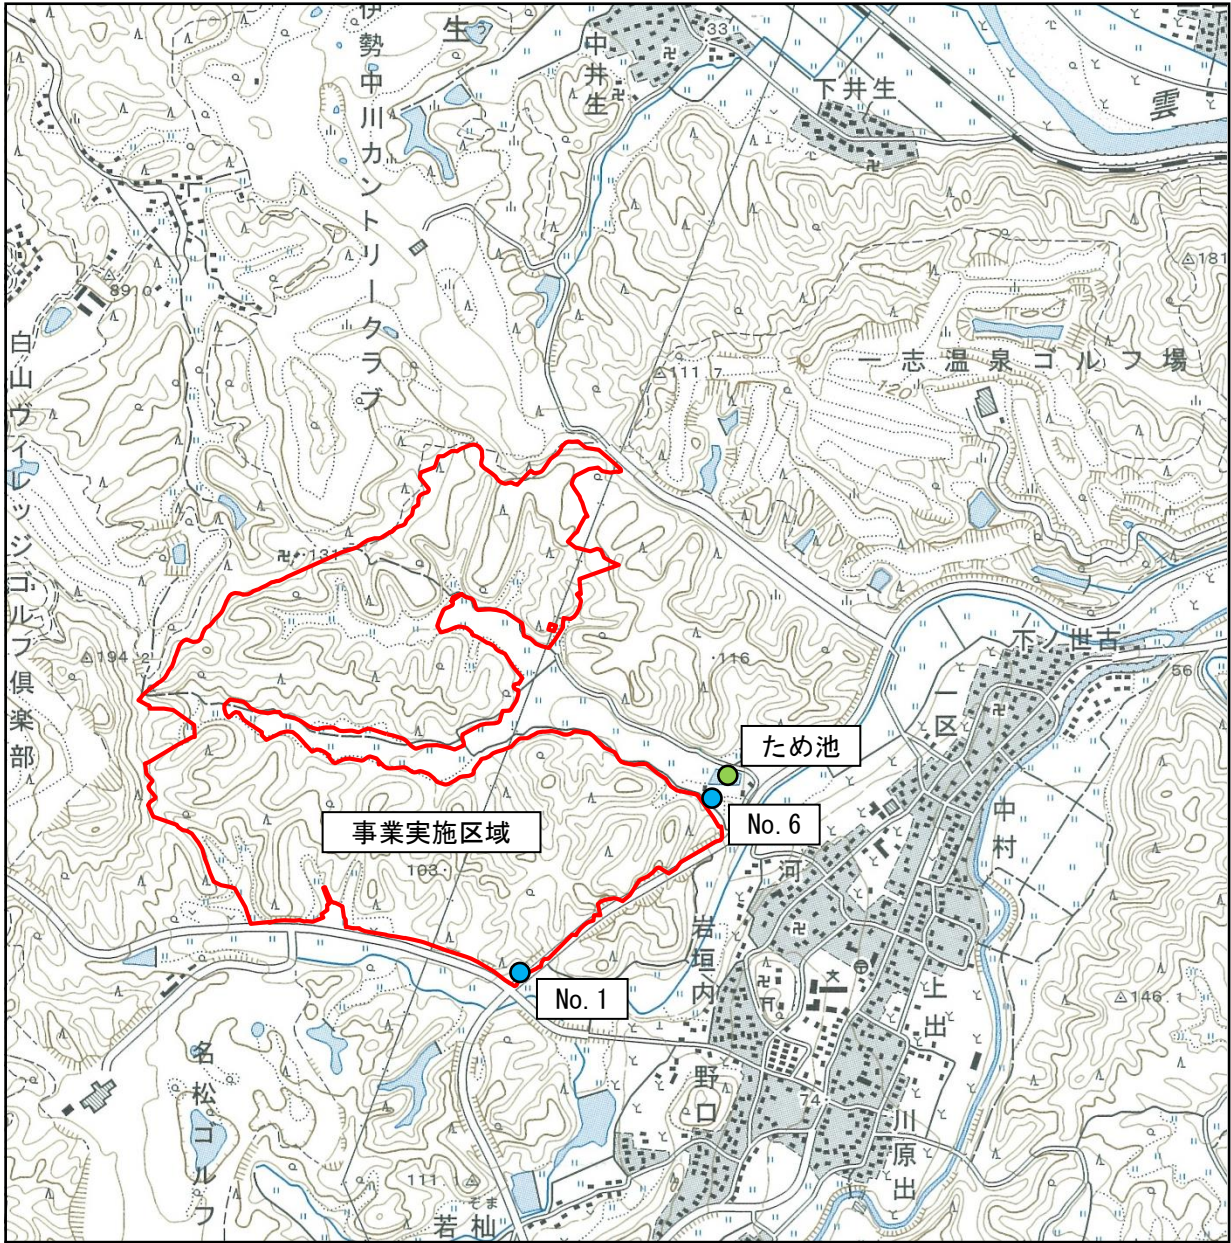 伊勢中川カントリークラブ
生
中井生
33
下井生
雲
100
181
89.0
白山ヴィレッジゴルフ倶楽部
111.7
一志温泉ゴルフ場
120
131
194.2
116
下ノ世古
56
一区
ため池
No. 6
中村
事業実施区域
103
河
岩垣内
No. 1
上出
146.1
名松ゴルフ
野口
74
川原出
111.1
そま
若杣